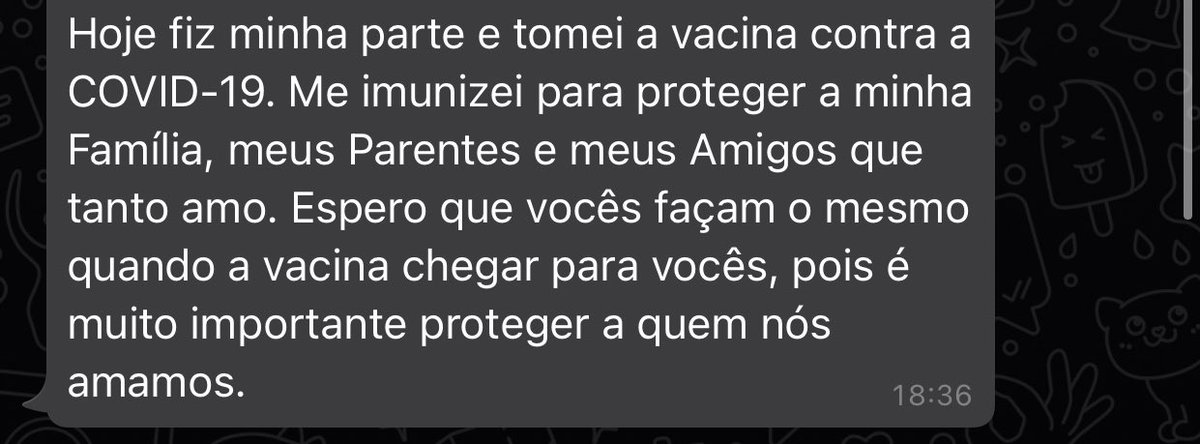 Hoje fiz minha parte e tomei a vacina contra a
COVID-19. Me imunizei para proteger a minha
Família, meus Parentes e meus Amigos que
tanto amo. Espero que vocês façam o mesmo
quando a vacina chegar para vocês, pois é
muito importante proteger a quem nós
amamos.
18:36